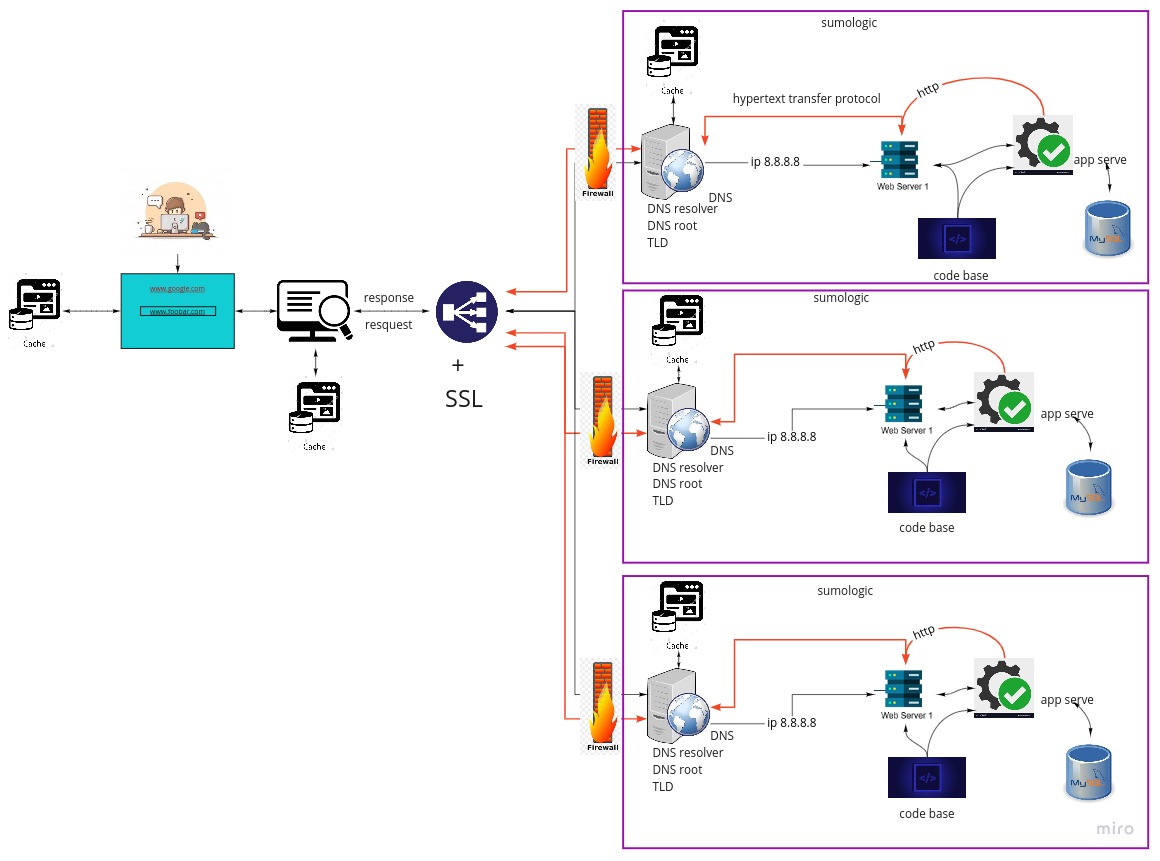 www.google.com
www.foobar.com
Cache
Cache
response
resquest
+
SSL
sumologic
Cache
hypertext transfer protocol
http
Firewall
ip 8.8.8.8
DNS
DNS resolver
DNS root
TLD
Web Server 1
app serve
MySQL
</>
code base
sumologic
Cache
http
Firewall
ip 8.8.8.8
DNS
DNS resolver
DNS root
TLD
Web Server 1
app serve
MySQL
</>
code base
sumologic
Cache
http
Firewall
ip 8.8.8.8
DNS
DNS resolver
DNS root
TLD
Web Server 1
app serve
MySQL
</>
code base
miro